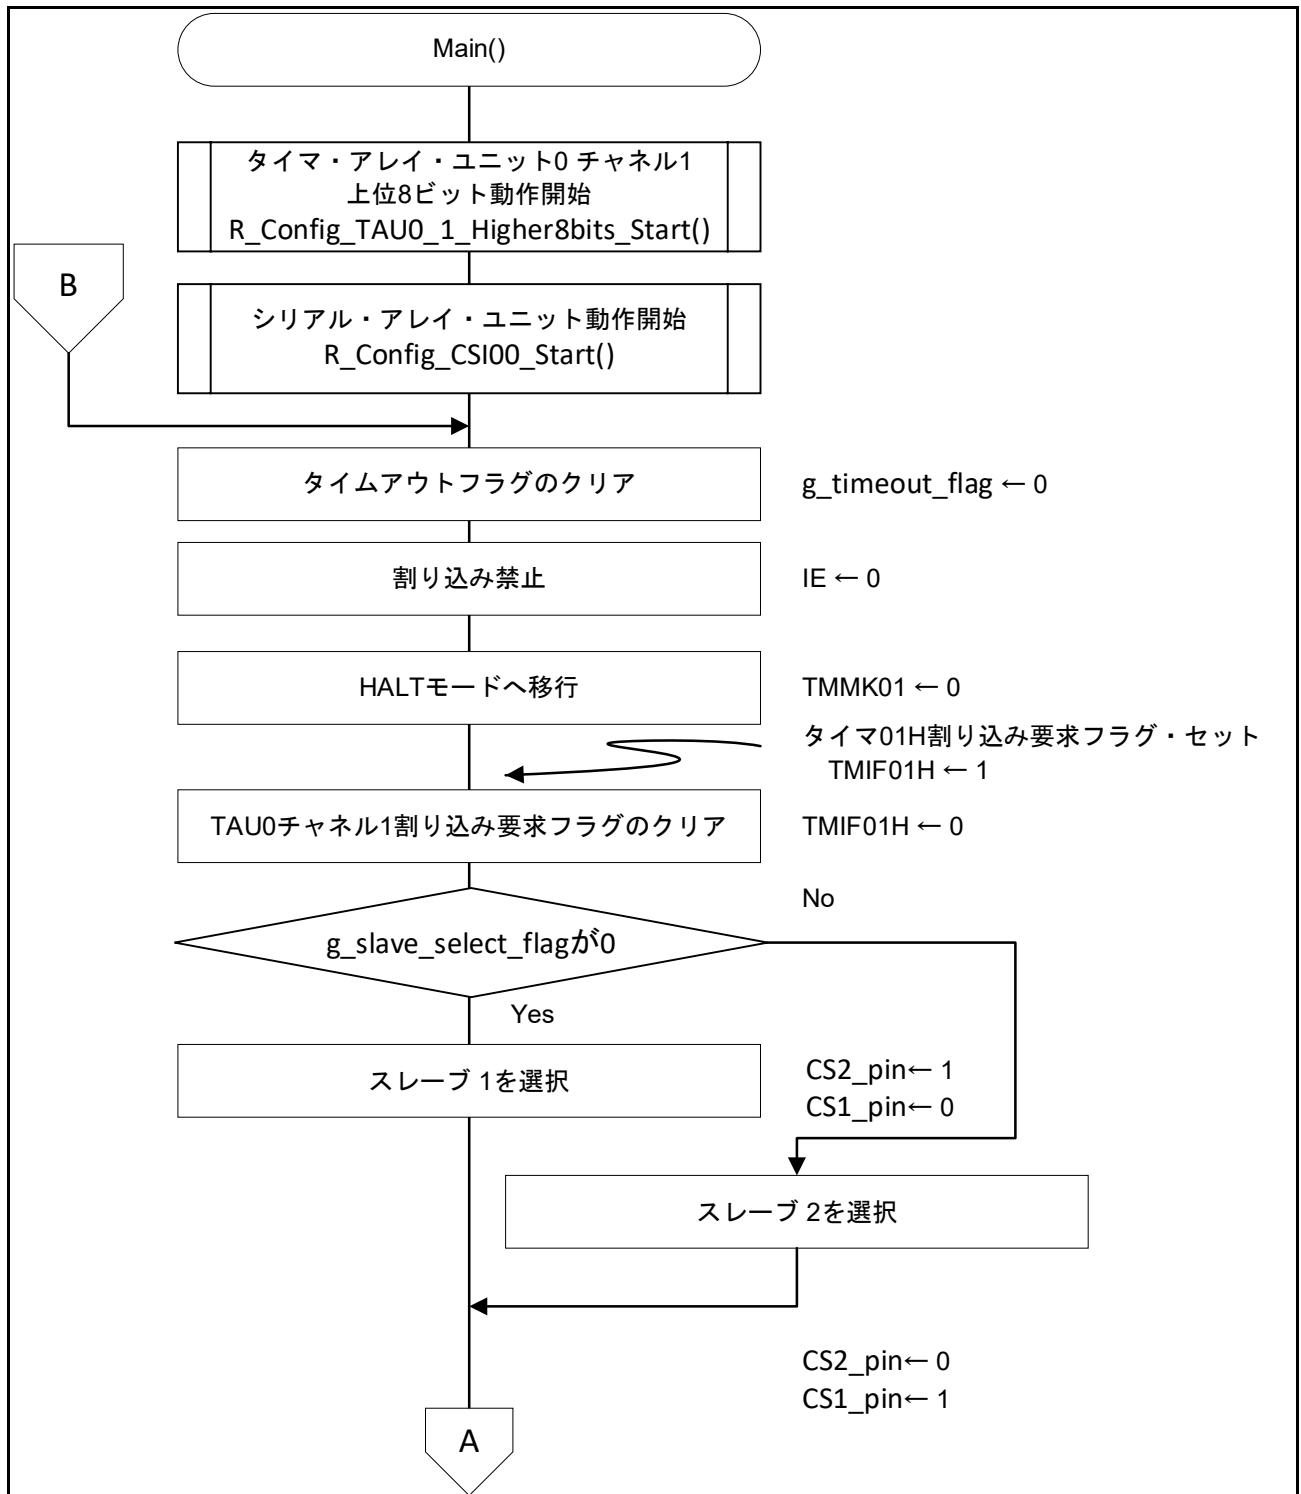 Main()
タイマ・アレイ・ユニット0 チャネル1
上位8ビット動作開始
R_Config_TAU0_1_Higher8bits_Start()
B
シリアル・アレイ・ユニット動作開始
R_Config_CSI00_Start()
タイムアウトフラグのクリア
g_timeout_flag ← 0
割り込み禁止
IE ← 0
HALTモードへ移行
TMMK01 ← 0
タイマ01H割り込み要求フラグ・セット
TMIF01H ← 1
TAU0チャネル1割り込み要求フラグのクリア
TMIF01H ← 0
No
g_slave_select_flagが0
Yes
スレーブ 1を選択
CS2_pin← 1
CS1_pin← 0
スレーブ 2を選択
CS2_pin← 0
CS1_pin← 1
A